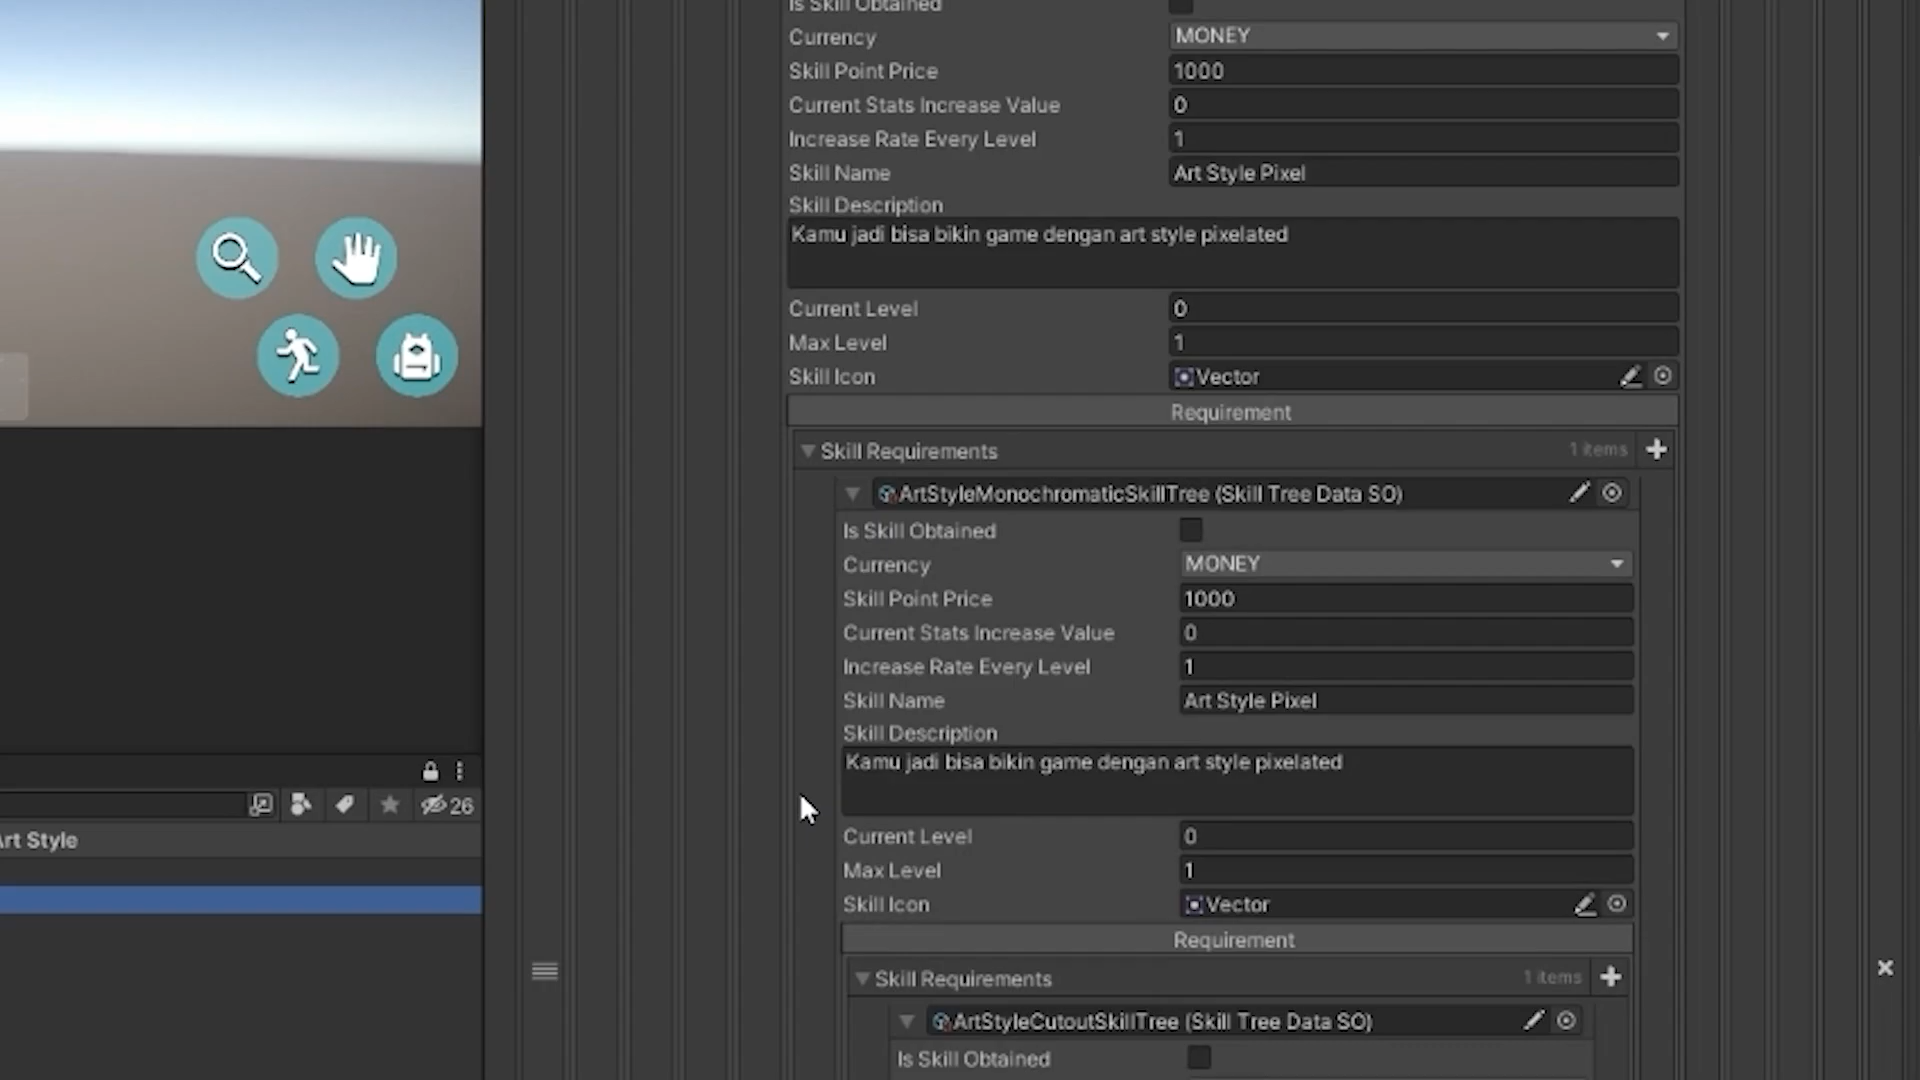 Is Skill Obtained
Currency MONEY
Skill Point Price 1000
Current Stats Increase Value 0
Increase Rate Every Level 1
Skill Name Art Style Pixel
Skill Description
Kamu jadi bisa bikin game dengan art style pixelated
Current Level 0
Max Level 1
Skill Icon Vector
Requirement
Skill Requirements 1 items
ArtStyleMonochromaticSkillTree (Skill Tree Data SO)
Is Skill Obtained
Currency MONEY
Skill Point Price 1000
Current Stats Increase Value 0
Increase Rate Every Level 1
Skill Name Art Style Pixel
Skill Description
Kamu jadi bisa bikin game dengan art style pixelated
Current Level 0
Max Level 1
Skill Icon Vector
Requirement
Skill Requirements 1 items
ArtStyleCutoutSkillTree (Skill Tree Data SO)
Is Skill Obtained
26
Art Style